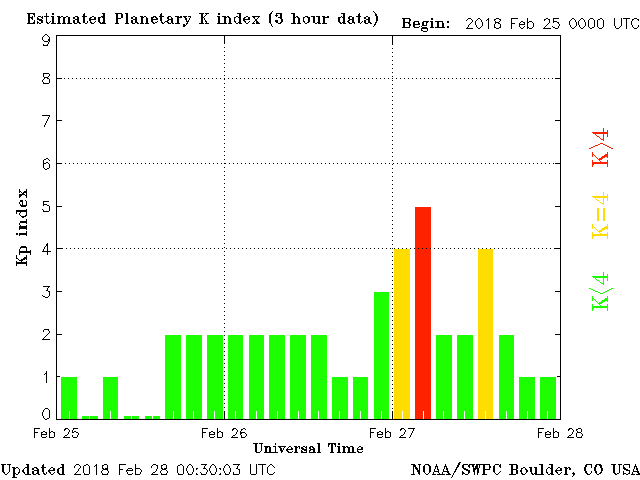 Estimated Planetary K index (3 hour data)
Begin: 2018 Feb 25 0000 UTC
9
8
7
6
5
4
3
2
1
0
Kp index
K>4
K=4
K<4
Feb 25
Feb 26
Feb 27
Feb 28
Universal Time
Updated 2018 Feb 28 00:30:03 UTC
NOAA/SWPC Boulder, CO USA